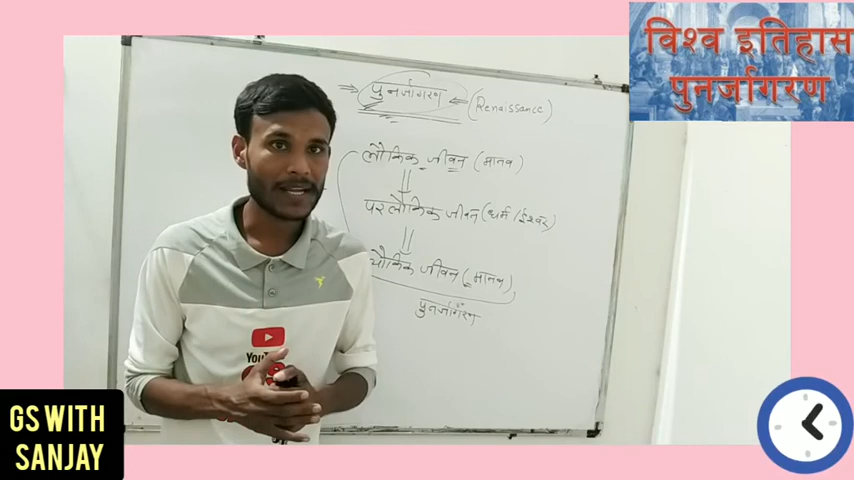 विश्व इतिहास
पुनर्जागरण
पुनर्जागरण (Renaissance)
लौकिक जीवन (मानव)
परलौकिक जीवन (धर्म/ईश्वर)
लौकिक जीवन (मानव)
पुनर्जागरण
YouT
GS WITH
SANJAY